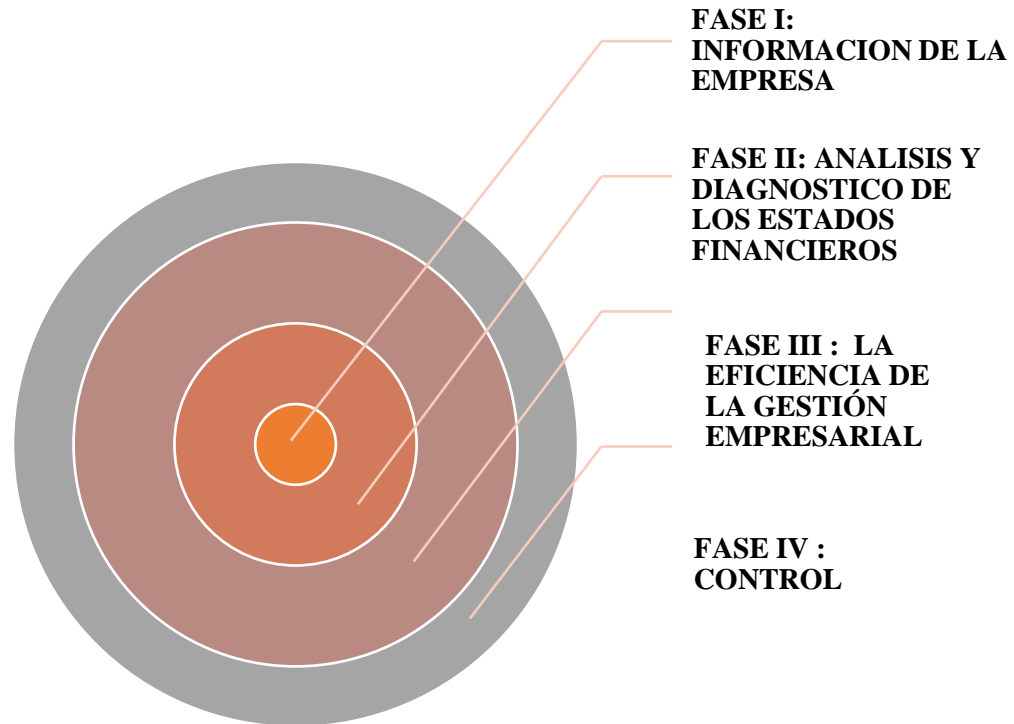 FASE I:
INFORMACION DE LA
EMPRESA
FASE II: ANALISIS Y
DIAGNOSTICO DE
LOS ESTADOS
FINANCIEROS
FASE III : LA
EFICIENCIA DE
LA GESTIÓN
EMPRESARIAL
FASE IV :
CONTROL